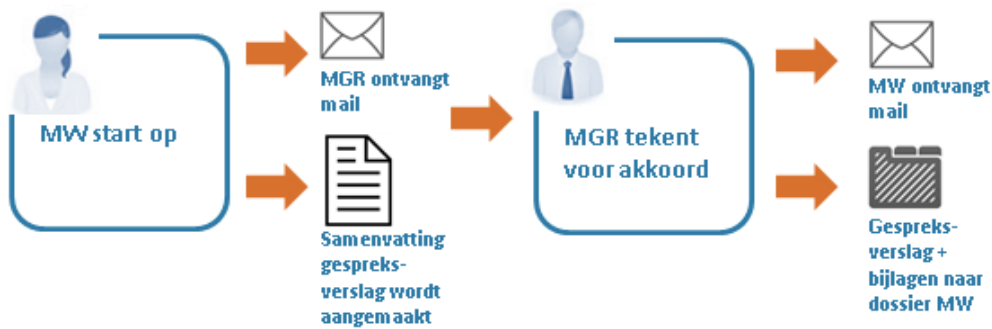 MW start op
MGR ontvangt
mail
Samenvatting
gespreks-
verslag wordt
aangemaakt
MGR tekent
voor akkoord
MW ontvangt
mail
Gespreks-
verslag +
bijlagen naar
dossier MW